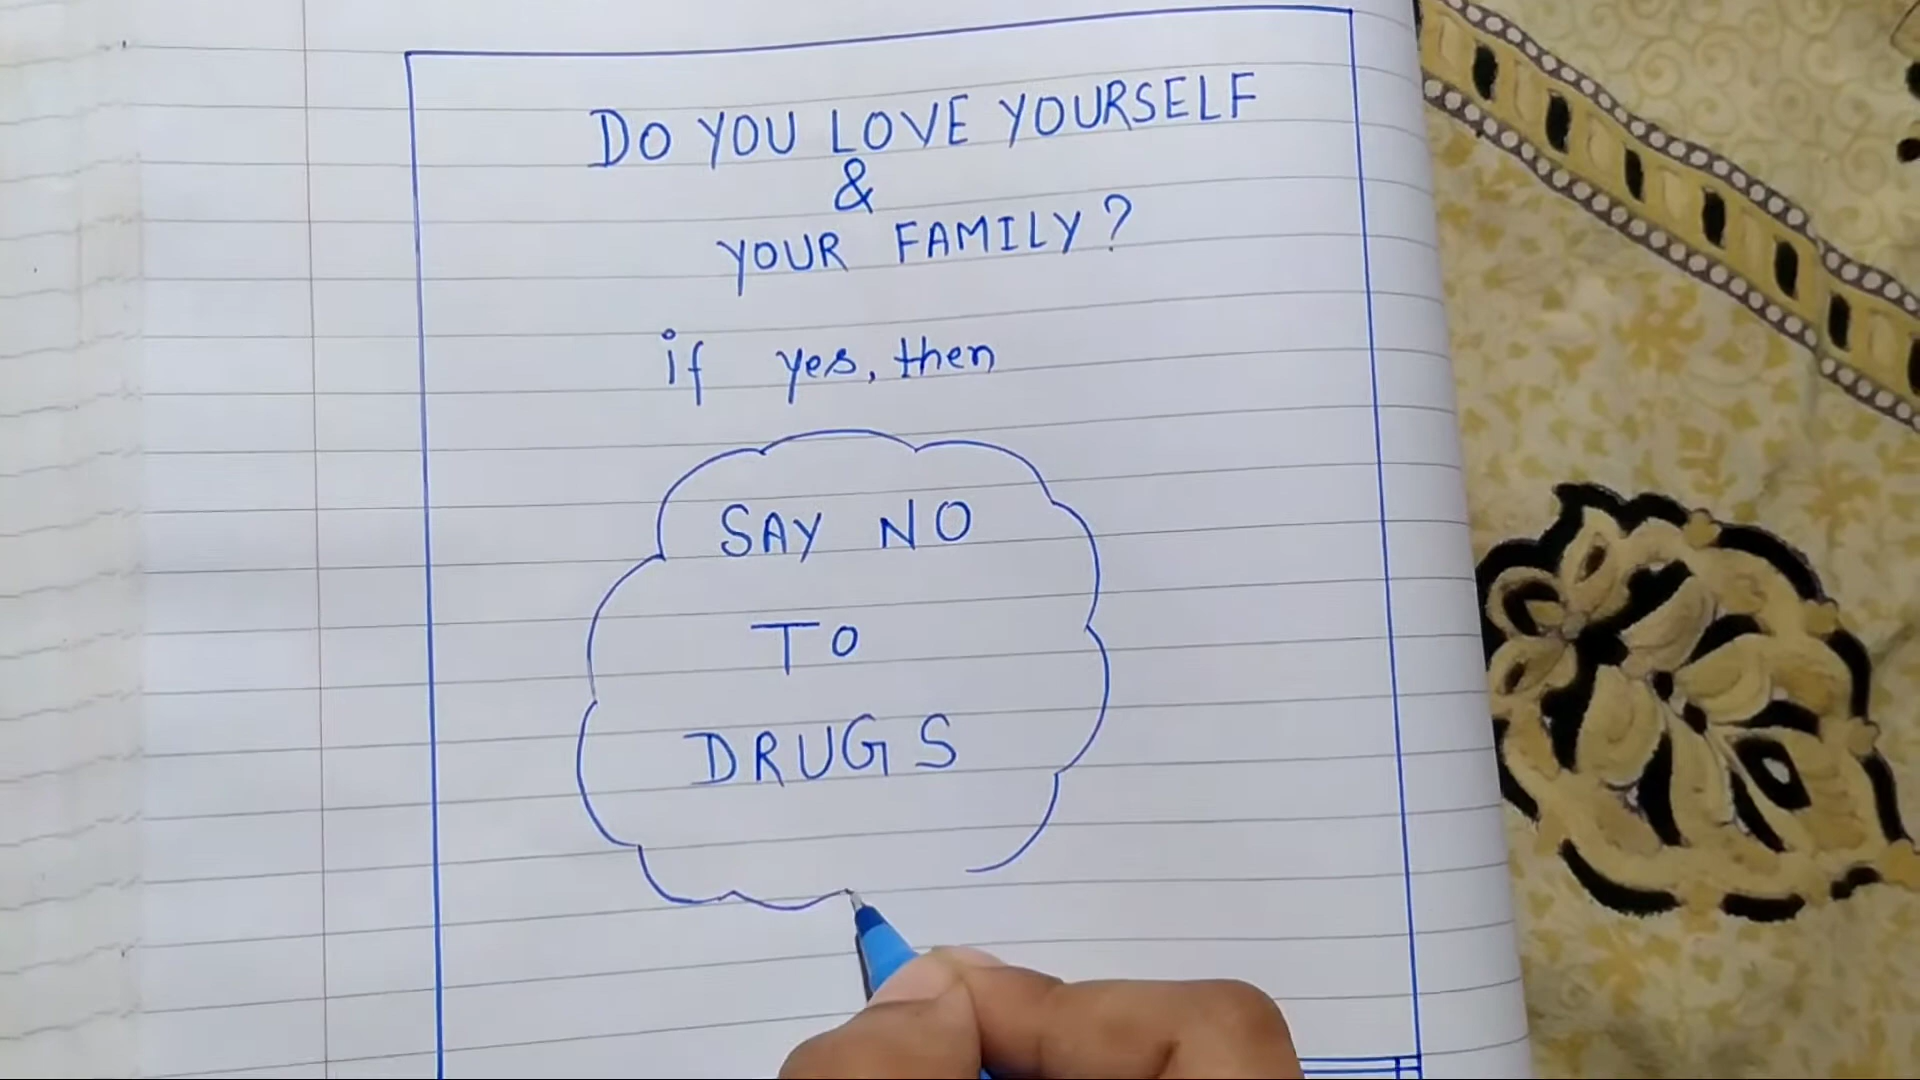 DO YOU LOVE YOURSELF
&
YOUR FAMILY?
if yes, then
SAY NO
TO
DRUGS